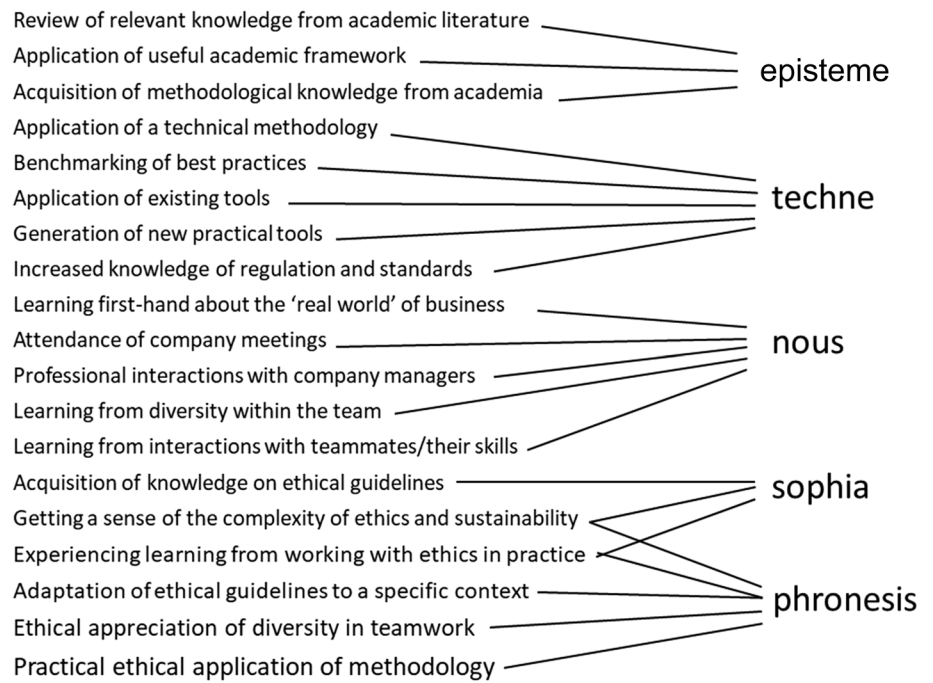 Review of relevant knowledge from academic literature
Application of useful academic framework
episteme
Acquisition of methodological knowledge from academia
Application of a technical methodology
Benchmarking of best practices
Application of existing tools
techne
Generation of new practical tools
Increased knowledge of regulation and standards
Learning first-hand about the ‘real world’ of business
Attendance of company meetings
nous
Professional interactions with company managers
Learning from diversity within the team
Learning from interactions with teammates/their skills
Acquisition of knowledge on ethical guidelines
sophia
Getting a sense of the complexity of ethics and sustainability
Experiencing learning from working with ethics in practice
Adaptation of ethical guidelines to a specific context
phronesis
Ethical appreciation of diversity in teamwork
Practical ethical application of methodology